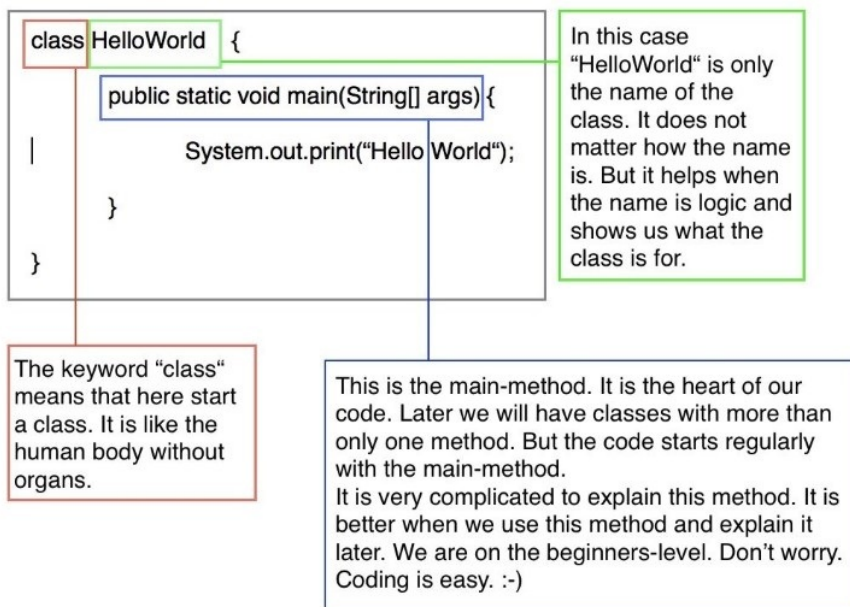 class HelloWorld {
public static void main(String[] args) {
System.out.print(“Hello World“);
}
}
In this case
“HelloWorld“ is only
the name of the
class. It does not
matter how the name
is. But it helps when
the name is logic and
shows us what the
class is for.
The keyword “class“
means that here start
a class. It is like the
human body without
organs.
This is the main-method. It is the heart of our
code. Later we will have classes with more than
only one method. But the code starts regularly
with the main-method.
It is very complicated to explain this method. It is
better when we use this method and explain it
later. We are on the beginners-level. Don’t worry.
Coding is easy. :-)